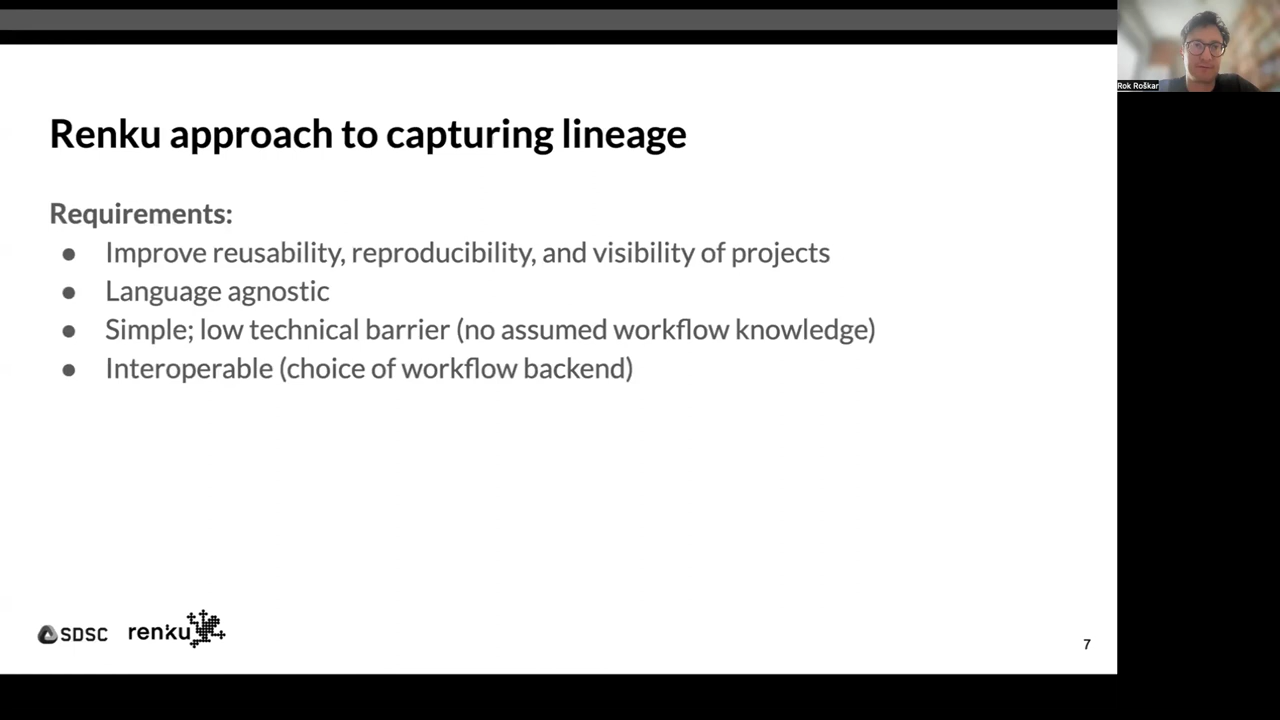 Rok Roškar
Renku approach to capturing lineage
Requirements:
● Improve reusability, reproducibility, and visibility of projects
● Language agnostic
● Simple; low technical barrier (no assumed workflow knowledge)
● Interoperable (choice of workflow backend)
SDSC renku
7